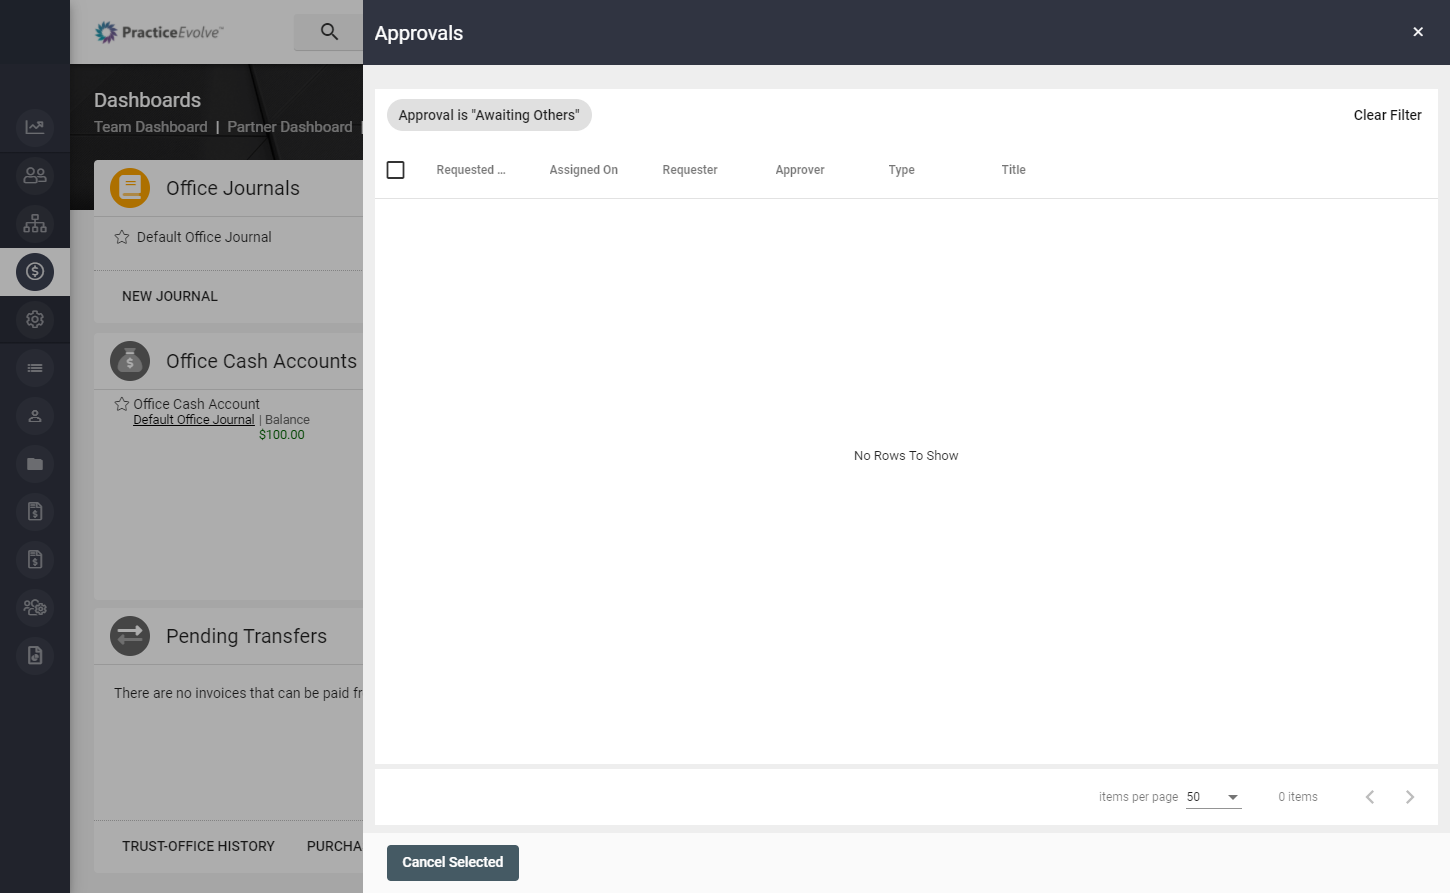 PracticeEvolve™
Approvals
Dashboards
Team Dashboard | Partner Dashboard |
Approval is "Awaiting Others"
Clear Filter
Requested ... Assigned On Requester Approver Type Title
Office Journals
Default Office Journal
NEW JOURNAL
Office Cash Accounts
Office Cash Account
Default Office Journal | Balance
$100.00
No Rows To Show
Pending Transfers
There are no invoices that can be paid fr
TRUST-OFFICE HISTORY PURCHA
items per page 50 0 items
Cancel Selected